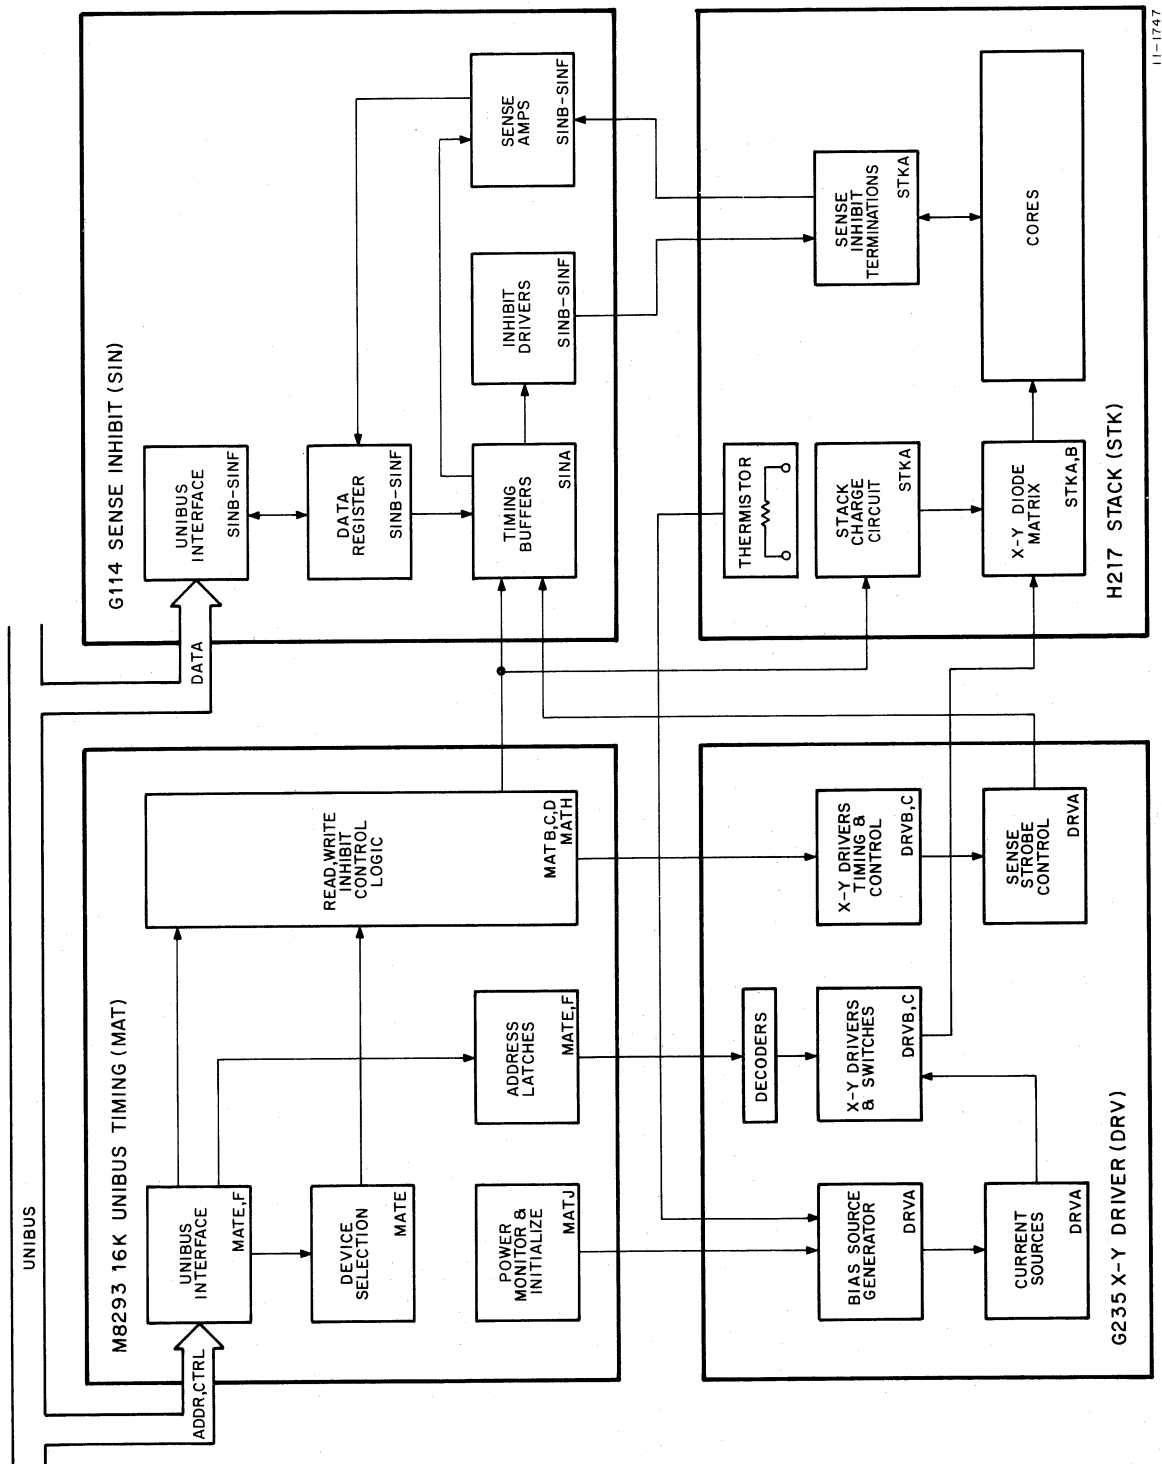 UNIBUS
ADDR,CTRL
DATA
M8293 16K UNIBUS TIMING (MAT)
UNIBUS
INTERFACE
MATE,F
DEVICE
SELECTION
MATE
POWER
MONITOR &
INITIALIZE
MATJ
ADDRESS
LATCHES
MATE,F
READ,WRITE
INHIBIT
CONTROL
LOGIC
MAT B,C,D
MATH
G114 SENSE INHIBIT (SIN)
UNIBUS
INTERFACE
SINB-SINF
DATA
REGISTER
SINB-SINF
TIMING
BUFFERS
SINA
INHIBIT
DRIVERS
SINB-SINF
SENSE
AMPS
SINB-SINF
G235 X-Y DRIVER (DRV)
BIAS SOURCE
GENERATOR
DRVA
CURRENT
SOURCES
DRVA
DECODERS
X-Y DRIVERS
& SWITCHES
DRVB,C
X-Y DRIVERS
TIMING &
CONTROL
DRVB,C
SENSE
STROBE
CONTROL
DRVA
H217 STACK (STK)
THERMISTOR
STACK
CHARGE
CIRCUIT
STKA
X-Y DIODE
MATRIX
STKA,B
SENSE
INHIBIT
TERMINATIONS
STKA
CORES
11-1747